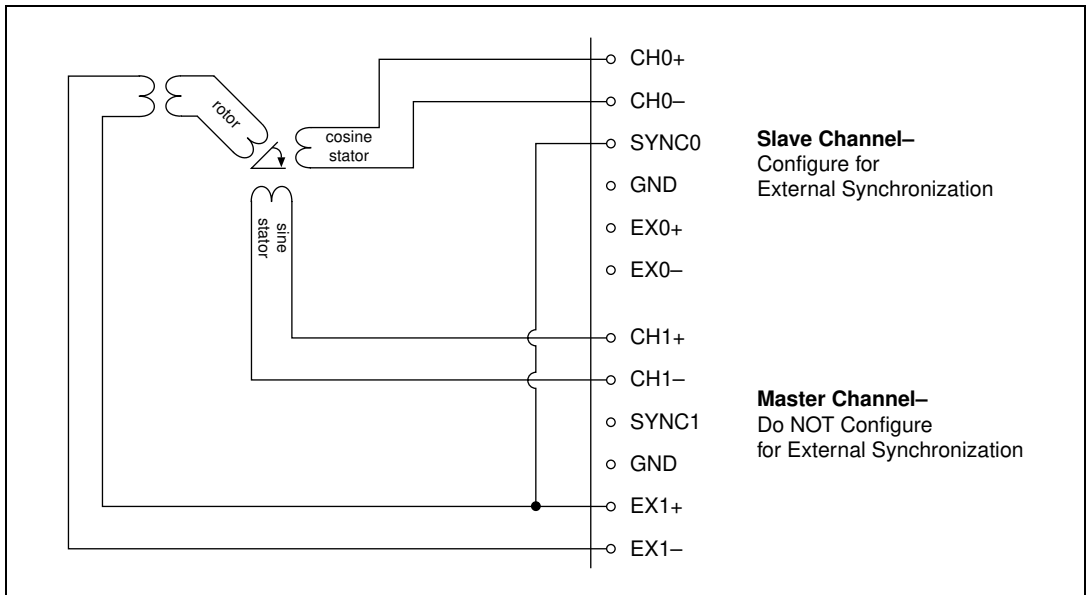 rotor
cosine
stator
sine
stator
CH0+
CH0–
SYNC0
GND
EX0+
EX0–
CH1+
CH1–
SYNC1
GND
EX1+
EX1–
Slave Channel–
Configure for
External Synchronization
Master Channel–
Do NOT Configure
for External Synchronization